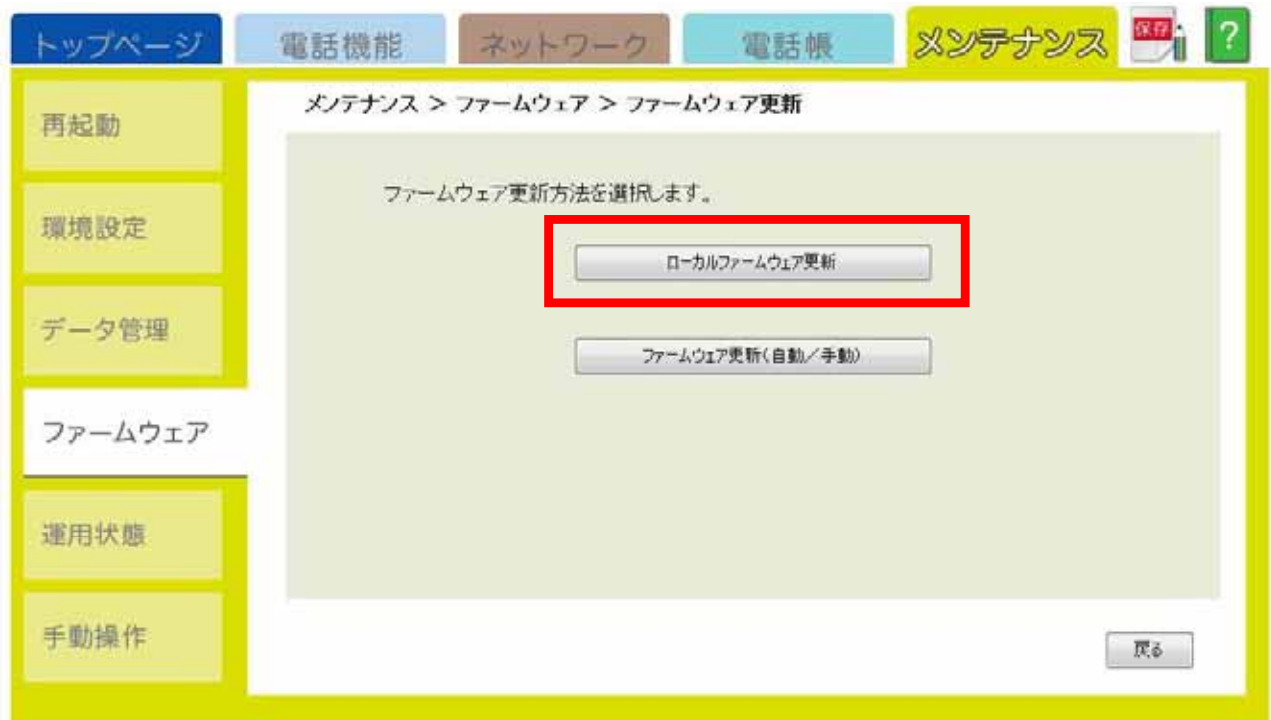 トップページ 電話機能 ネットワーク 電話帳 メンテナンス 保存 ?
メンテナンス > ファームウェア > ファームウェア更新
再起動
ファームウェア更新方法を選択します。
環境設定
ローカルファームウェア更新
データ管理
ファームウェア更新(自動/手動)
ファームウェア
運用状態
手動操作
戻る